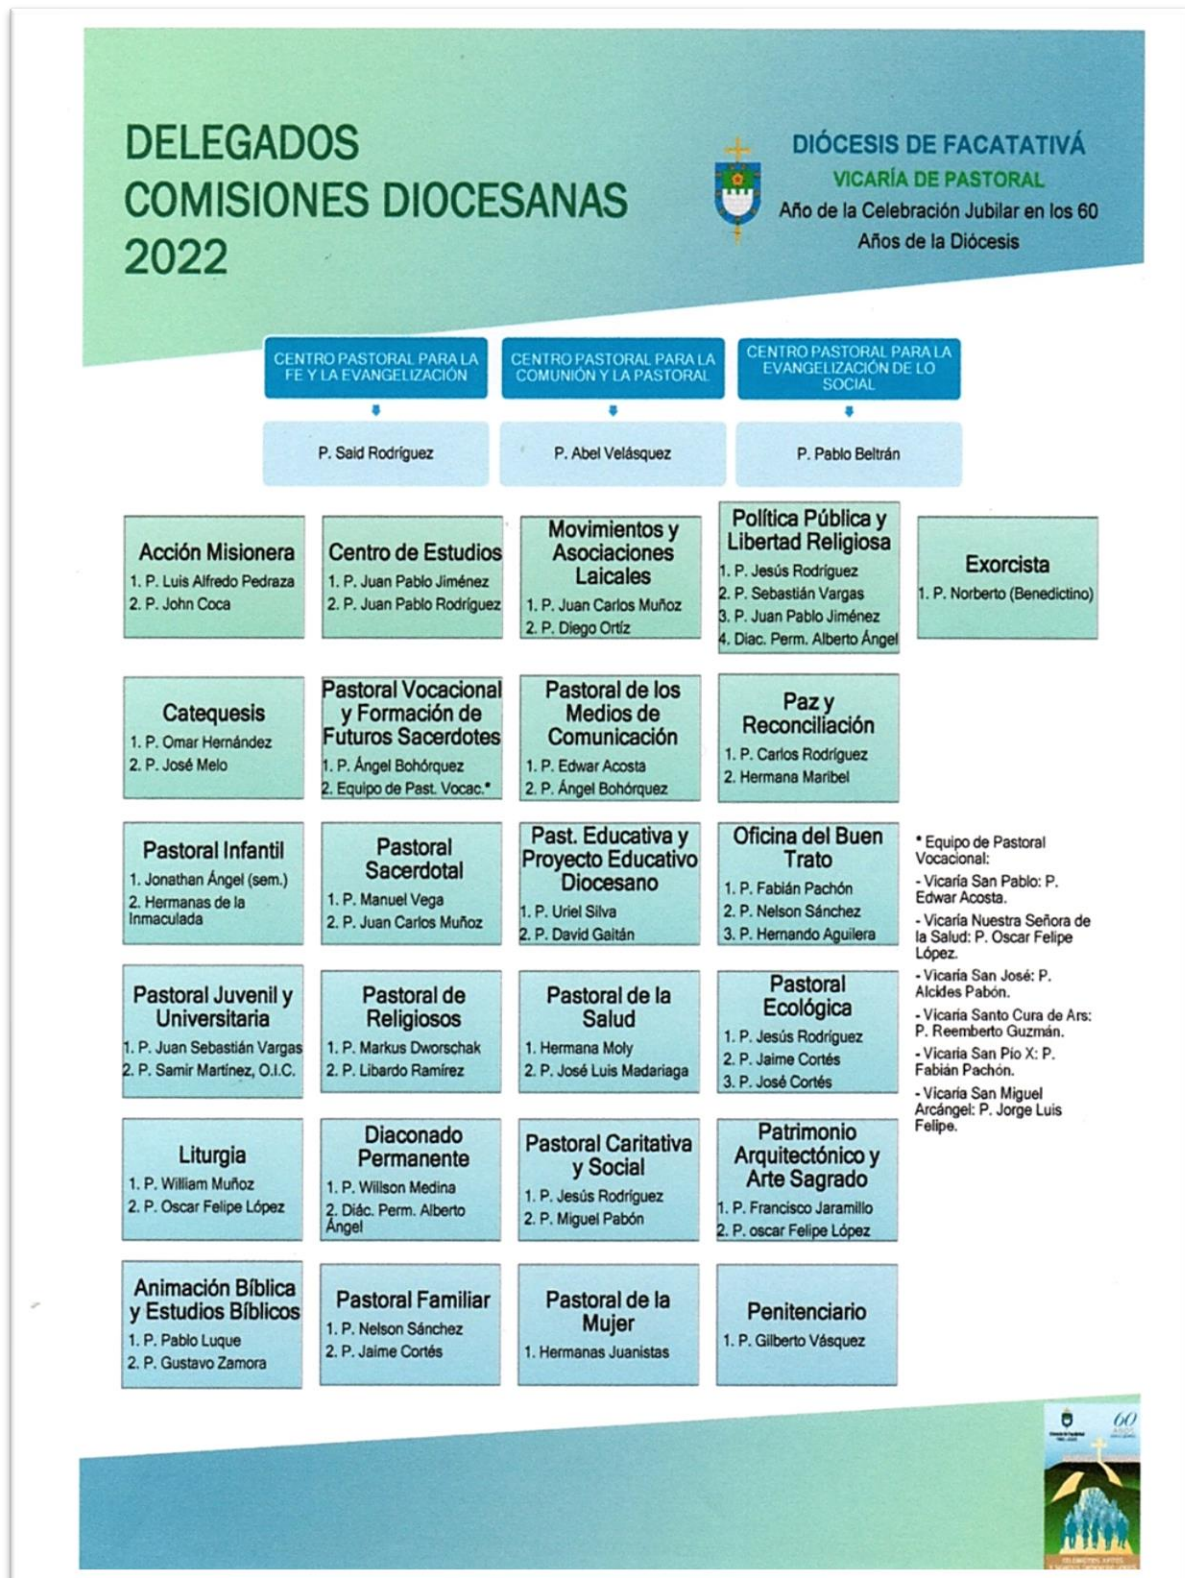 DELEGADOS
COMISIONES DIOCESANAS
2022
DIÓCESIS DE FACATATIVÁ
VICARÍA DE PASTORAL
Año de la Celebración Jubilar en los 60
Años de la Diócesis
CENTRO PASTORAL PARA LA
FE Y LA EVANGELIZACIÓN
P. Said Rodríguez
CENTRO PASTORAL PARA LA
COMUNIÓN Y LA PASTORAL
P. Abel Velásquez
CENTRO PASTORAL PARA LA
EVANGELIZACIÓN DE LO
SOCIAL
P. Pablo Beltrán
Acción Misionera
1. P. Luis Alfredo Pedraza
2. P. John Coca
Centro de Estudios
1. P. Juan Pablo Jiménez
2. P. Juan Pablo Rodríguez
Movimientos y
Asociaciones
Laicales
1. P. Juan Carlos Muñoz
2. P. Diego Ortíz
Política Pública y
Libertad Religiosa
1. P. Jesús Rodríguez
2. P. Sebastián Vargas
3. P. Juan Pablo Jiménez
4. Diac. Perm. Alberto Ángel
Exorcista
1. P. Norberto (Benedictino)
Catequesis
1. P. Omar Hernández
2. P. José Melo
Pastoral Vocacional
y Formación de
Futuros Sacerdotes
1. P. Ángel Bohórquez
2. Equipo de Past. Vocac.*
Pastoral de los
Medios de
Comunicación
1. P. Edwar Acosta
2. P. Ángel Bohórquez
Paz y
Reconciliación
1. P. Carlos Rodríguez
2. Hermana Maribel
Pastoral Infantil
1. Jonathan Ángel (sem.)
2. Hermanas de la
Inmaculada
Pastoral
Sacerdotal
1. P. Manuel Vega
2. P. Juan Carlos Muñoz
Past. Educativa y
Proyecto Educativo
Diocesano
1. P. Uriel Silva
2. P. David Gaitán
Oficina del Buen
Trato
1. P. Fabián Pachón
2. P. Nelson Sánchez
3. P. Hernando Aguilera
* Equipo de Pastoral
Vocacional:
- Vicaría San Pablo: P.
Edwar Acosta.
- Vicaría Nuestra Señora de
la Salud: P. Oscar Felipe
López.
- Vicaría San José: P.
Alcides Pabón.
- Vicaría Santo Cura de Ars:
P. Reemberto Guzmán.
- Vicaria San Pio X: P.
Fabián Pachón.
- Vicaría San Miguel
Arcángel: P. Jorge Luis
Felipe.
Pastoral Juvenil y
Universitaria
1. P. Juan Sebastián Vargas
2. P. Samir Martínez, O.I.C.
Pastoral de
Religiosos
1. P. Markus Dworschak
2. P. Libardo Ramírez
Pastoral de la
Salud
1. Hermana Moly
2. P. José Luis Madariaga
Pastoral
Ecológica
1. P. Jesús Rodríguez
2. P. Jaime Cortés
3. P. José Cortés
Liturgia
1. P. William Muñoz
2. P. Oscar Felipe López
Diaconado
Permanente
1. P. Willson Medina
2. Diác. Perm. Alberto
Ángel
Pastoral Caritativa
y Social
1. P. Jesús Rodríguez
2. P. Miguel Pabón
Patrimonio
Arquitectónico y
Arte Sagrado
1. P. Francisco Jaramillo
2. P. oscar Felipe López
Animación Bíblica
y Estudios Bíblicos
1. P. Pablo Luque
2. P. Gustavo Zamora
Pastoral Familiar
1. P. Nelson Sánchez
2. P. Jaime Cortés
Pastoral de la
Mujer
1. Hermanas Juanistas
Penitenciario
1. P. Gilberto Vásquez
60
AÑOS